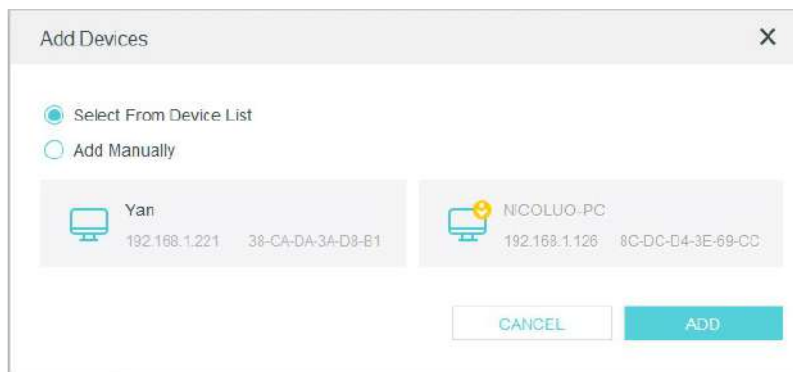 Add Devices
Select From Device List
Add Manually
Yan
192.168.1.221 38-CA-DA-3A-D8-B1
NICOLUO-PC
192.168.1.126 8C-DC-D4-3E-69-CC
CANCEL ADD